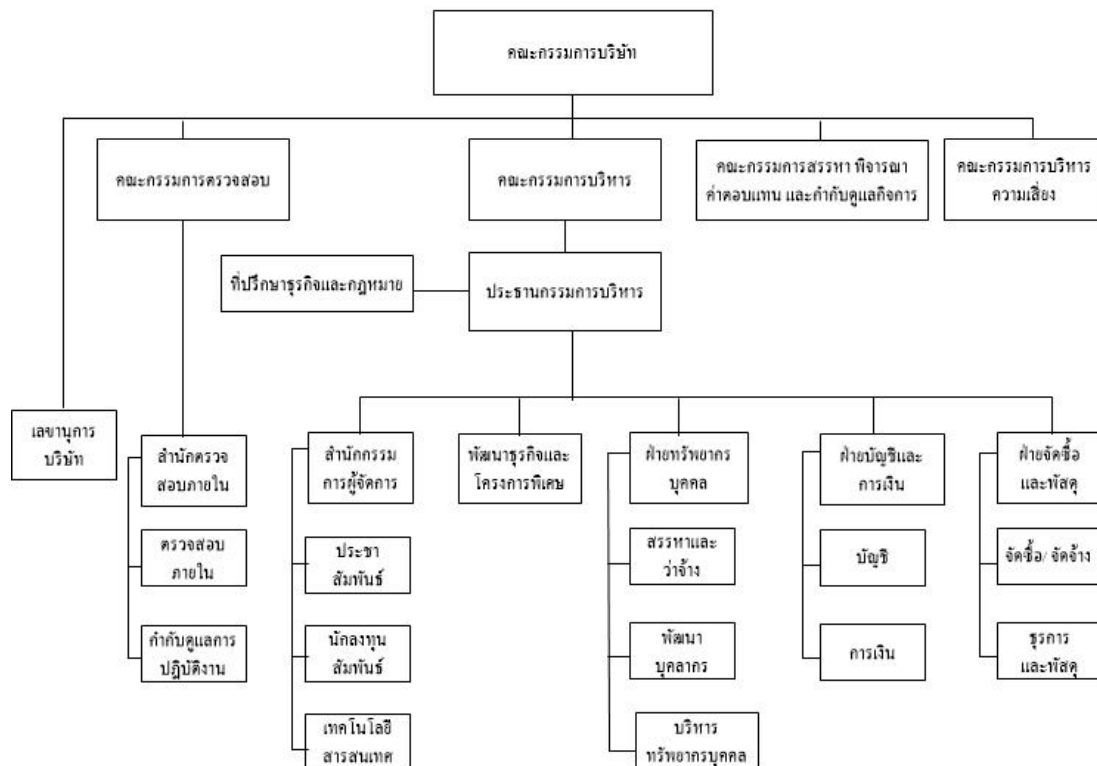 คณะกรรมการบริษัท
คณะกรรมการตรวจสอบ
คณะกรรมการบริหาร
คณะกรรมการสรรหา พิจารณา
ค่าตอบแทน และกำกับดูแลกิจการ
คณะกรรมการบริหาร
ความเสี่ยง
ที่ปรึกษาธุรกิจและกฎหมาย
ประธานกรรมการบริหาร
เลขานุการ
บริษัท
สำนักตรวจ
สอบภายใน
สำนักกรรม
การผู้จัดการ
พัฒนาธุรกิจและ
โครงการพิเศษ
ฝ่ายทรัพยากร
บุคคล
ฝ่ายบัญชีและ
การเงิน
ฝ่ายจัดซื้อ
และพัสดุ
ตรวจสอบ
ภายใน
ประชา
สัมพันธ์
สรรหาและ
ว่าจ้าง
บัญชี
จัดซื้อ/ จัดจ้าง
กำกับดูแลการ
ปฎิบัติงาน
นักลงทุน
สัมพันธ์
พัฒนา
บุคลากร
การเงิน
ธุรการ
และพัสดุ
เทคโนโลยี
สารสนเทศ
บริหาร
ทรัพยากรบุคคล